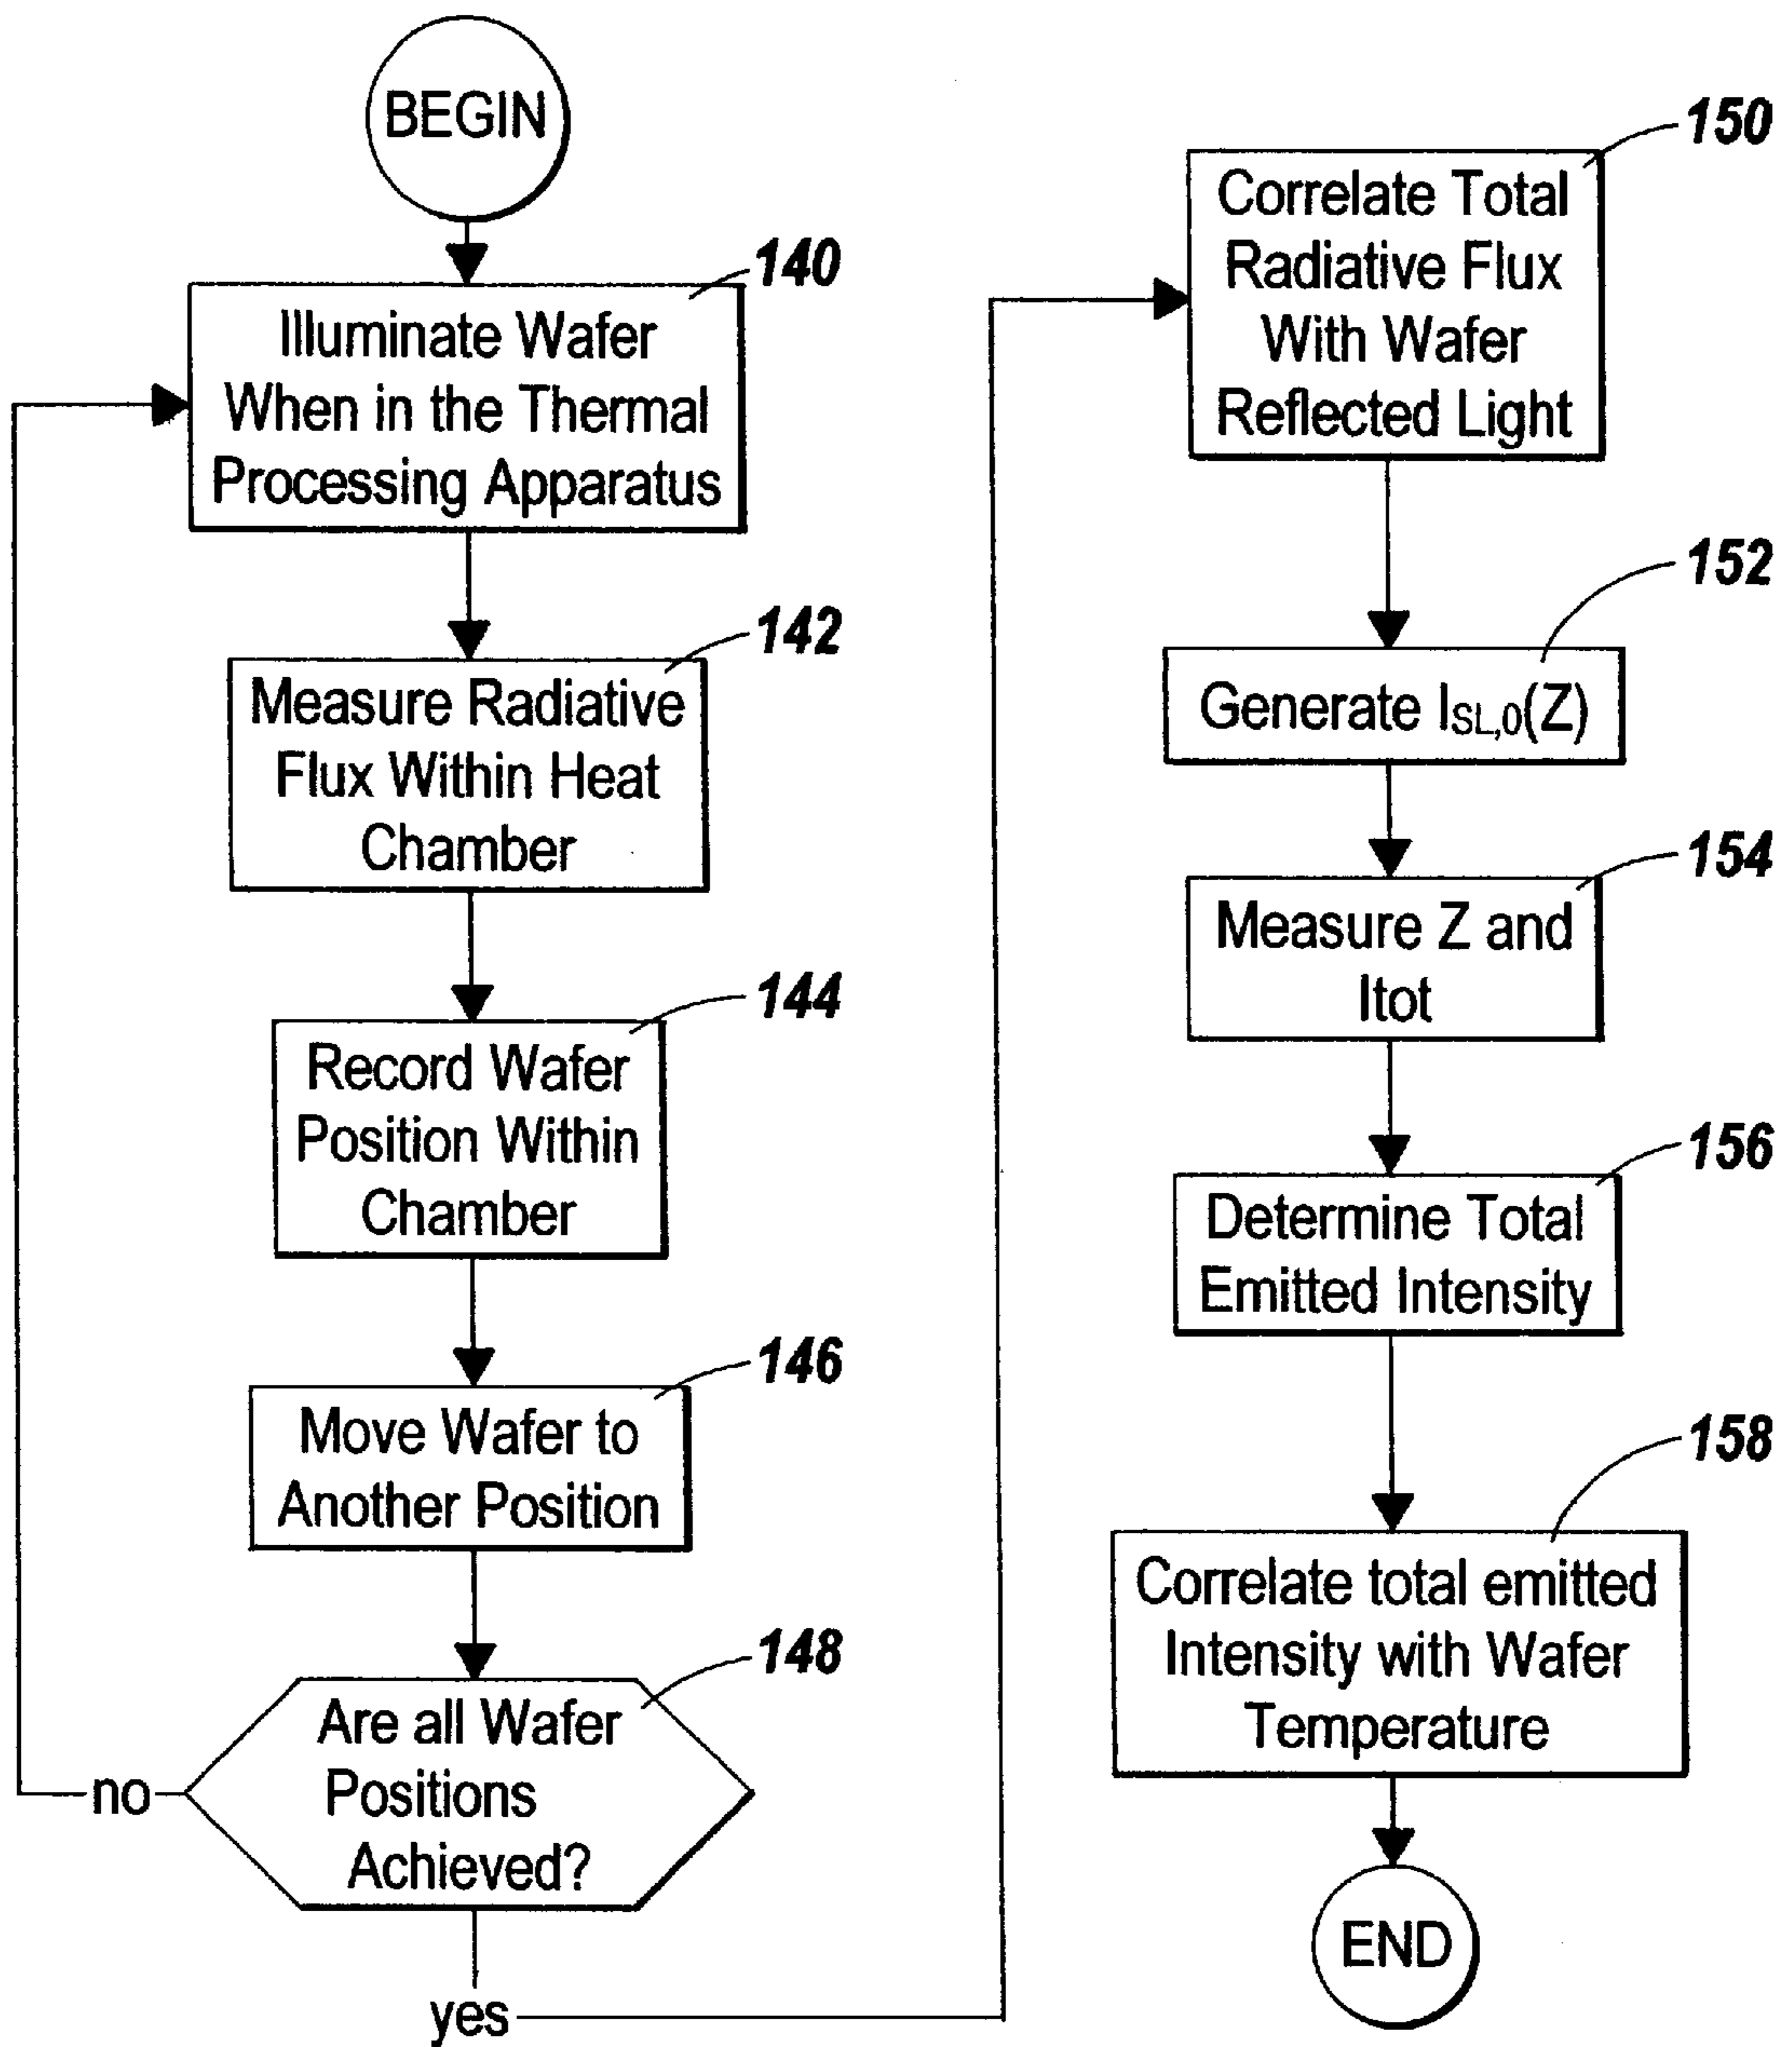 BEGIN
140
Illuminate Wafer
When in the Thermal
Processing Apparatus
142
Measure Radiative
Flux Within Heat
Chamber
144
Record Wafer
Position Within
Chamber
146
Move Wafer to
Another Position
148
Are all Wafer
Positions
Achieved?
no
yes
150
Correlate Total
Radiative Flux
With Wafer
Reflected Light
152
Generate ISL,0(Z)
154
Measure Z and
Itot
156
Determine Total
Emitted Intensity
158
Correlate total emitted
Intensity with Wafer
Temperature
END